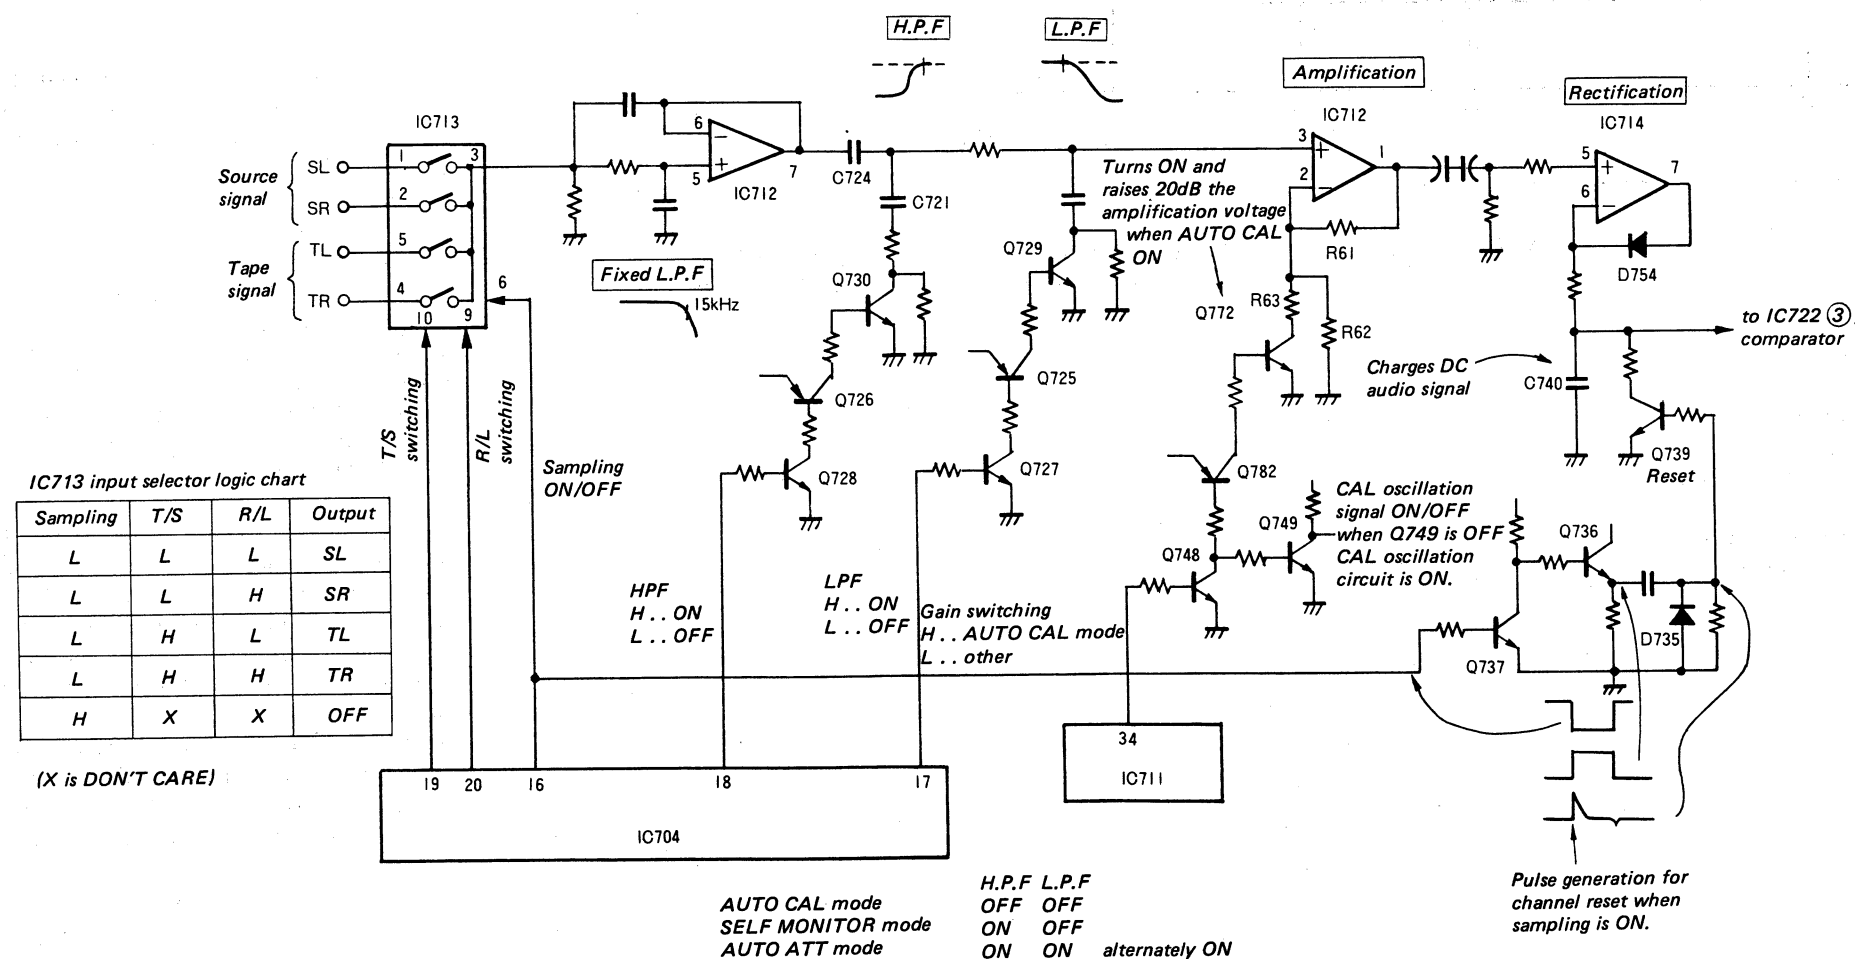 H.P.F
L.P.F
Amplification
Rectification
IC713
IC712
IC714
Source
signal
SL
SR
TL
TR
Tape
signal
1
2
5
4
3
6
10
9
6
5
7
IC712
C724
C721
Fixed L.P.F
15kHz
Turns ON and
raises 20dB the
amplification voltage
when AUTO CAL
ON
3
2
1
5
6
7
R61
R63
R62
D754
Q730
Q729
Q772
Q726
Q725
Q728
Q727
Q782
to IC722 ③
comparator
Charges DC
audio signal
C740
Q739
Reset
T/S
switching
R/L
switching
Sampling
ON/OFF
IC713 input selector logic chart
Sampling T/S R/L Output
L L L SL
L L H SR
L H L TL
L H H TR
H X X OFF
(X is DON'T CARE)
HPF
H . . ON
L . . . OFF
LPF
H . . ON
L . . . OFF
Gain switching
H . . AUTO CAL mode
L . . . other
Q748
Q749
CAL oscillation
signal ON/OFF
when Q749 is OFF
CAL oscillation
circuit is ON.
Q736
Q737
D735
34
IC711
19 20 16 18 17
IC704
Pulse generation for
channel reset when
sampling is ON.
H.P.F L.P.F
AUTO CAL mode OFF OFF
SELF MONITOR mode ON OFF
AUTO ATT mode ON ON alternately ON